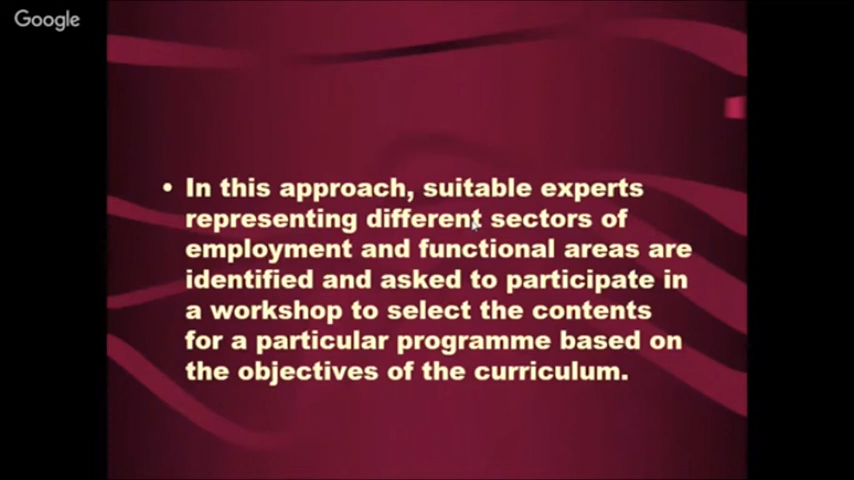 Google
• In this approach, suitable experts
representing different sectors of
employment and functional areas are
identified and asked to participate in
a workshop to select the contents
for a particular programme based on
the objectives of the curriculum.